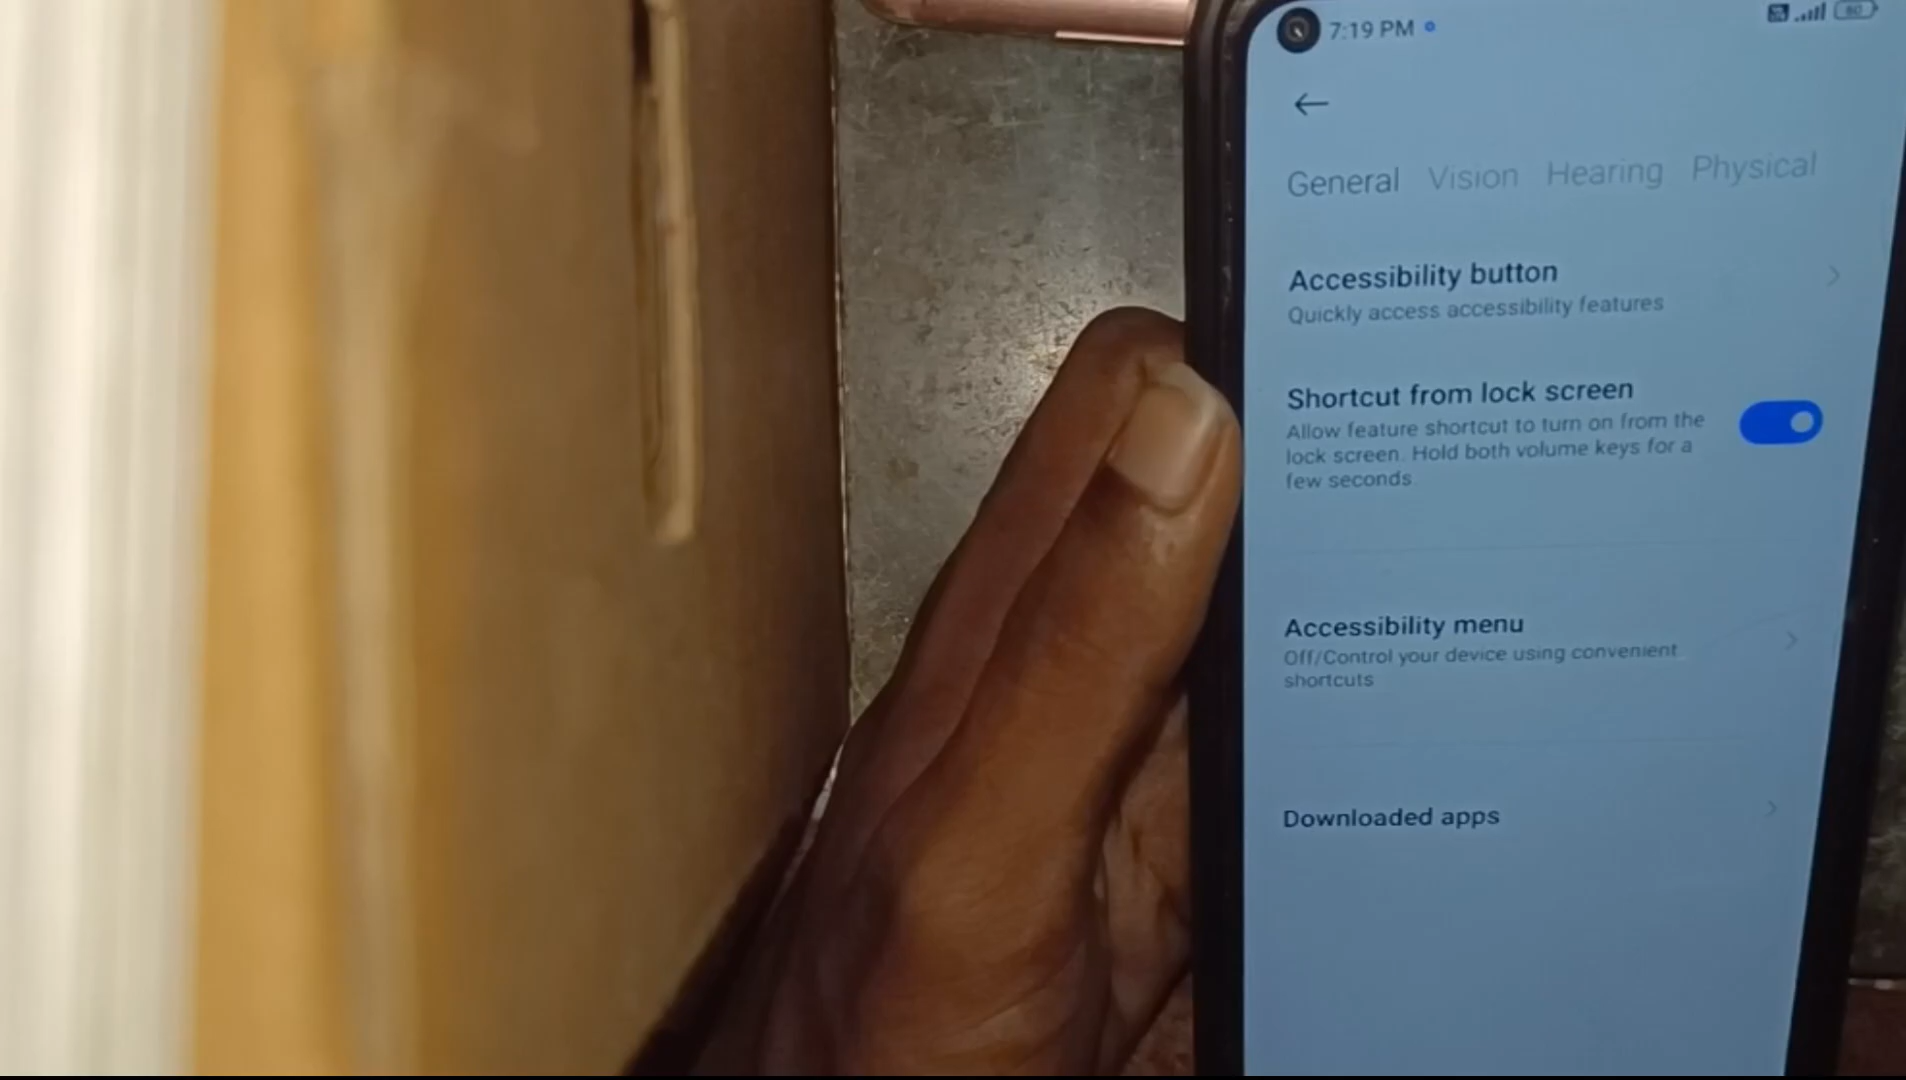 7:19 PM
80
General Vision Hearing Physical
Accessibility button
Quickly access accessibility features
Shortcut from lock screen
Allow feature shortcut to turn on from the
lock screen. Hold both volume keys for a
few seconds.
Accessibility menu
Off/Control your device using convenient
shortcuts
Downloaded apps